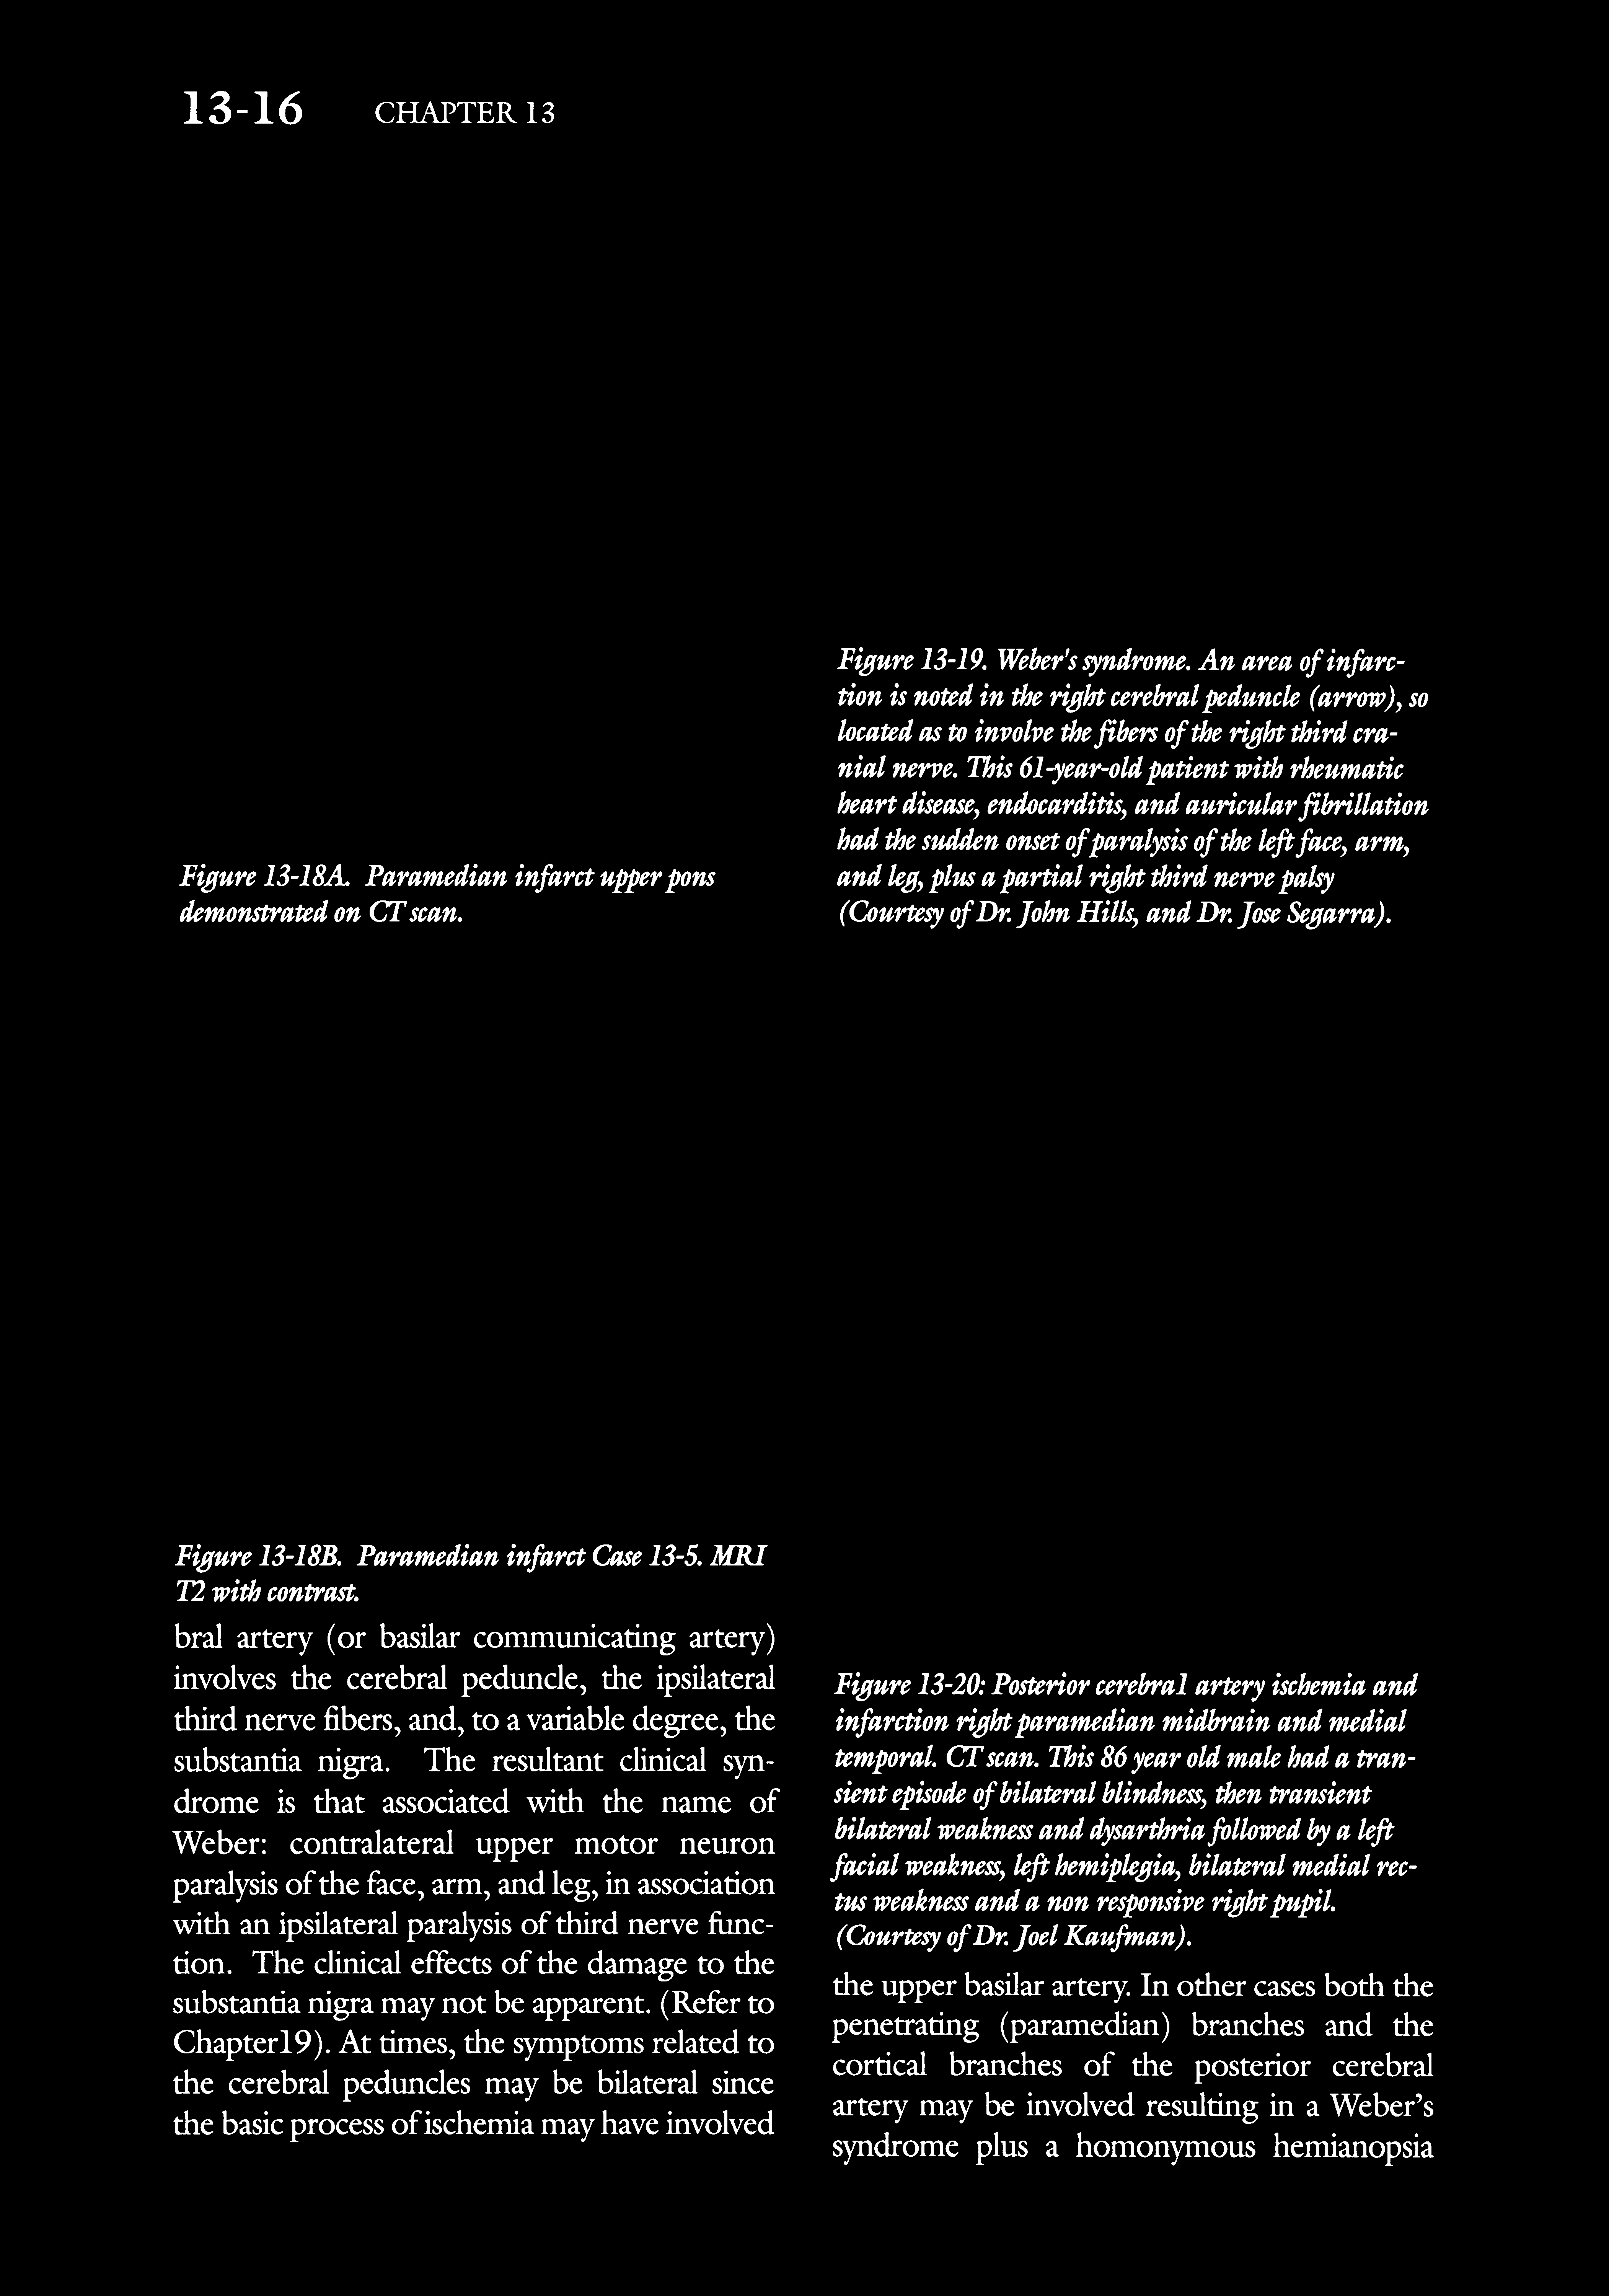 13-16 CHAPTER 13
Figure 13-18A. Paramedian infarct upper pons
demonstrated on CT scan.
Figure 13-18B. Paramedian infarct Case 13-5. MRI
T2 with contrast.
bral artery (or basilar communicating artery)
involves the cerebral peduncle, the ipsilateral
third nerve fibers, and, to a variable degree, the
substantia nigra. The resultant clinical syn-
drome is that associated with the name of
Weber: contralateral upper motor neuron
paralysis of the face, arm, and leg, in association
with an ipsilateral paralysis of third nerve func-
tion. The clinical effects of the damage to the
substantia nigra may not be apparent. (Refer to
Chapter19). At times, the symptoms related to
the cerebral peduncles may be bilateral since
the basic process of ischemia may have involved
Figure 13-19. Weber's syndrome. An area of infarc-
tion is noted in the right cerebral peduncle (arrow), so
located as to involve the fibers of the right third cra-
nial nerve. This 61-year-old patient with rheumatic
heart disease, endocarditis, and auricular fibrillation
had the sudden onset of paralysis of the left face, arm,
and leg, plus a partial right third nerve palsy
(Courtesy of Dr. John Hills, and Dr. Jose Segarra).
Figure 13-20: Posterior cerebral artery ischemia and
infarction right paramedian midbrain and medial
temporal. CT scan. This 86 year old male had a tran-
sient episode of bilateral blindness, then transient
bilateral weakness and dysarthria followed by a left
facial weakness, left hemiplegia, bilateral medial rec-
tus weakness and a non responsive right pupil.
(Courtesy of Dr. Joel Kaufman).
the upper basilar artery. In other cases both the
penetrating (paramedian) branches and the
cortical branches of the posterior cerebral
artery may be involved resulting in a Weber’s
syndrome plus a homonymous hemianopsia